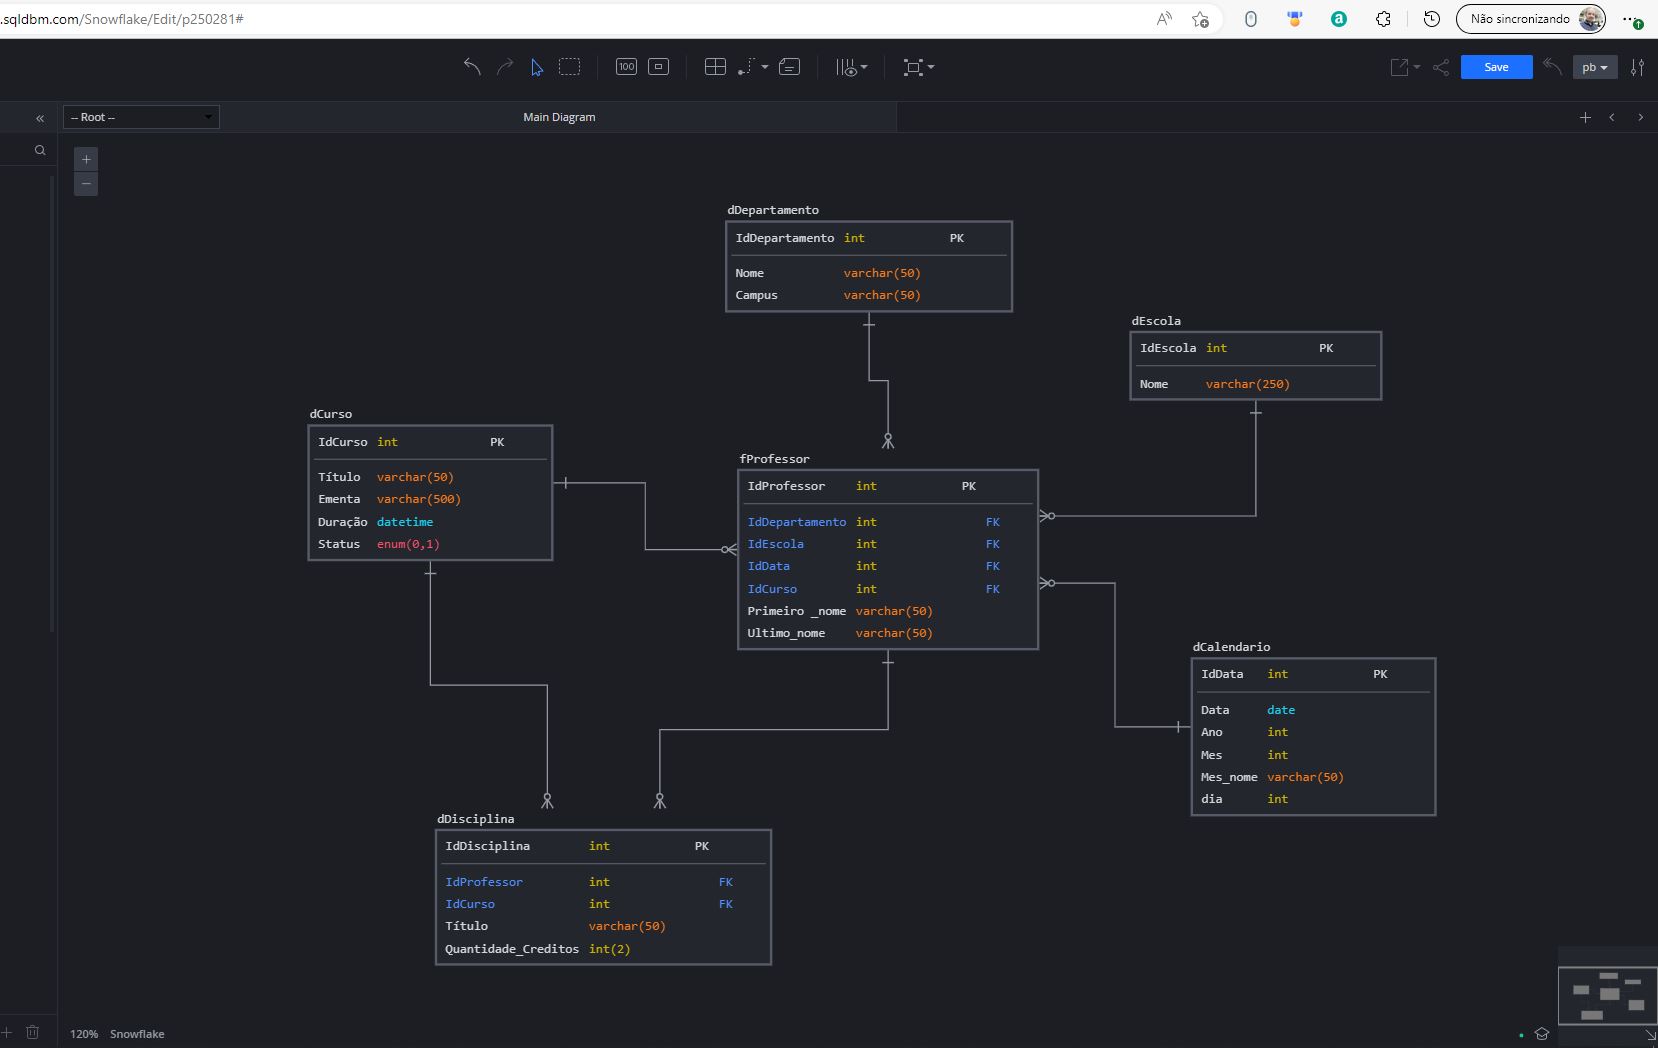 .sqldbm.com/Snowflake/Edit/p250281#
Não sincronizando
100
Save
pb
-- Root --
Main Diagram
dDepartamento
IdDepartamento int PK
Nome varchar(50)
Campus varchar(50)
dEscola
IdEscola int PK
Nome varchar(250)
dCurso
IdCurso int PK
Título varchar(50)
Ementa varchar(500)
Duração datetime
Status enum(0,1)
fProfessor
IdProfessor int PK
IdDepartamento int FK
IdEscola int FK
IdData int FK
IdCurso int FK
Primeiro _nome varchar(50)
Ultimo_nome varchar(50)
dCalendario
IdData int PK
Data date
Ano int
Mes int
Mes_nome varchar(50)
dia int
dDisciplina
IdDisciplina int PK
IdProfessor int FK
IdCurso int FK
Título varchar(50)
Quantidade_Creditos int(2)
120% Snowflake